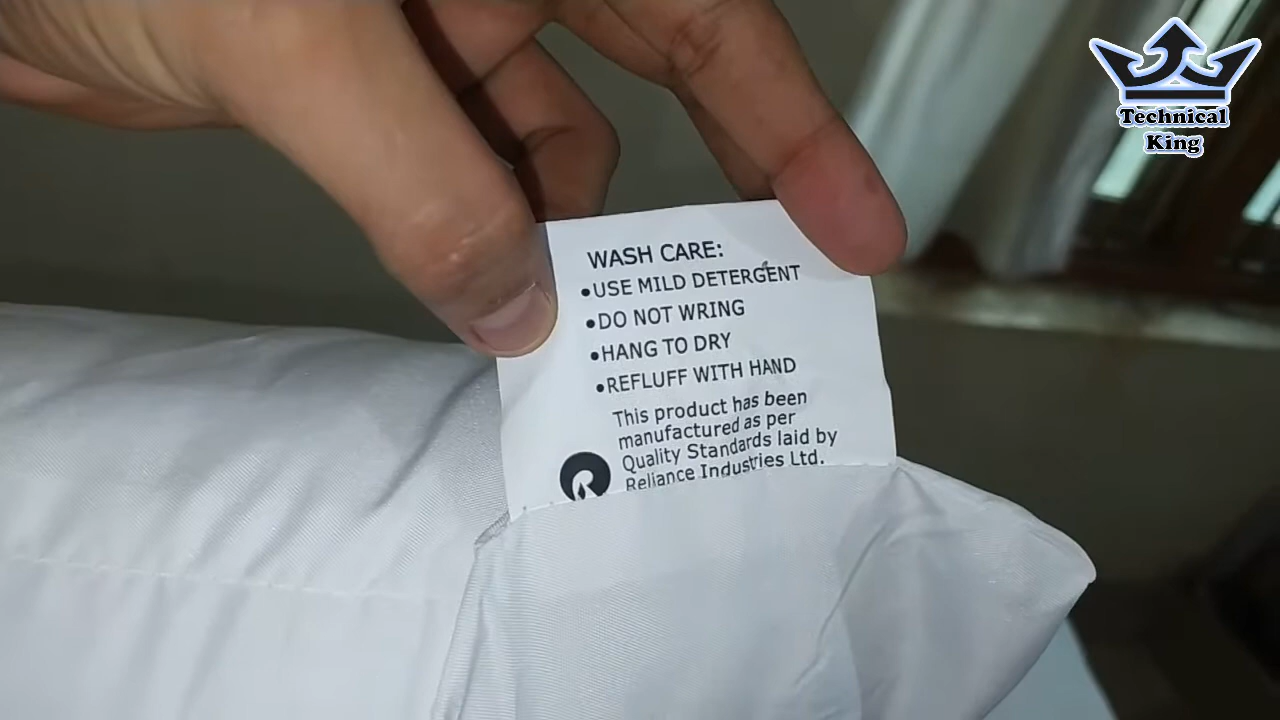 Technical
King
WASH CARE:
•USE MILD DETERGENT
•DO NOT WRING
•HANG TO DRY
•REFLUFF WITH HAND
This product has been
manufactured as per
Quality Standards laid by
Reliance Industries Ltd.